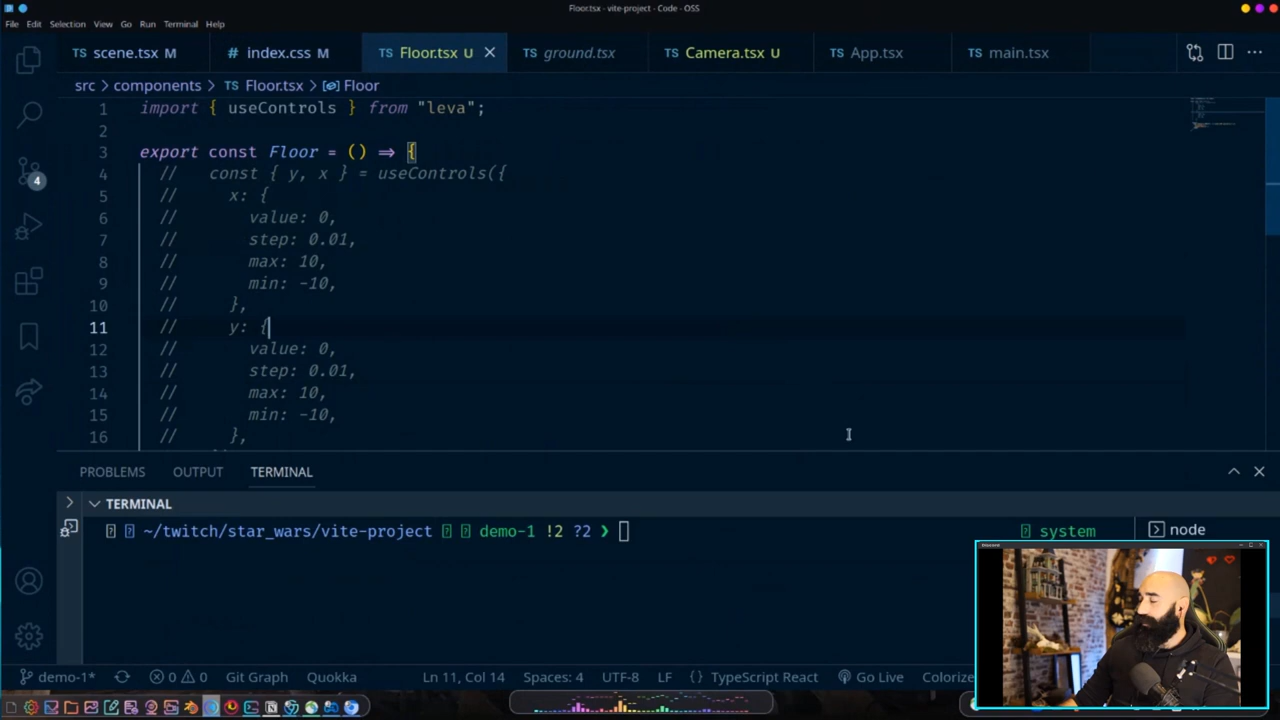 Floor.tsx - vite-project - Code - OSS
File Edit Selection View Go Run Terminal Help
TS scene.tsx M # index.css M TS Floor.tsx U TS ground.tsx TS Camera.tsx U TS App.tsx TS main.tsx
src > components > TS Floor.tsx > Floor
1 import { useControls } from "leva";
2
3 export const Floor = () => {
4 // const { y, x } = useControls({
5 // x: {
6 // value: 0,
7 // step: 0.01,
8 // max: 10,
9 // min: -10,
10 // },
11 // y: {
12 // value: 0,
13 // step: 0.01,
14 // max: 10,
15 // min: -10,
16 // },
4
PROBLEMS OUTPUT TERMINAL
TERMINAL
~/twitch/star_wars/vite-project demo-1 !2 ?2 ❯ system
node
Discord
demo-1* 0 0 Git Graph Quokka Ln 11, Col 14 Spaces: 4 UTF-8 LF {} TypeScript React Go Live Colorize